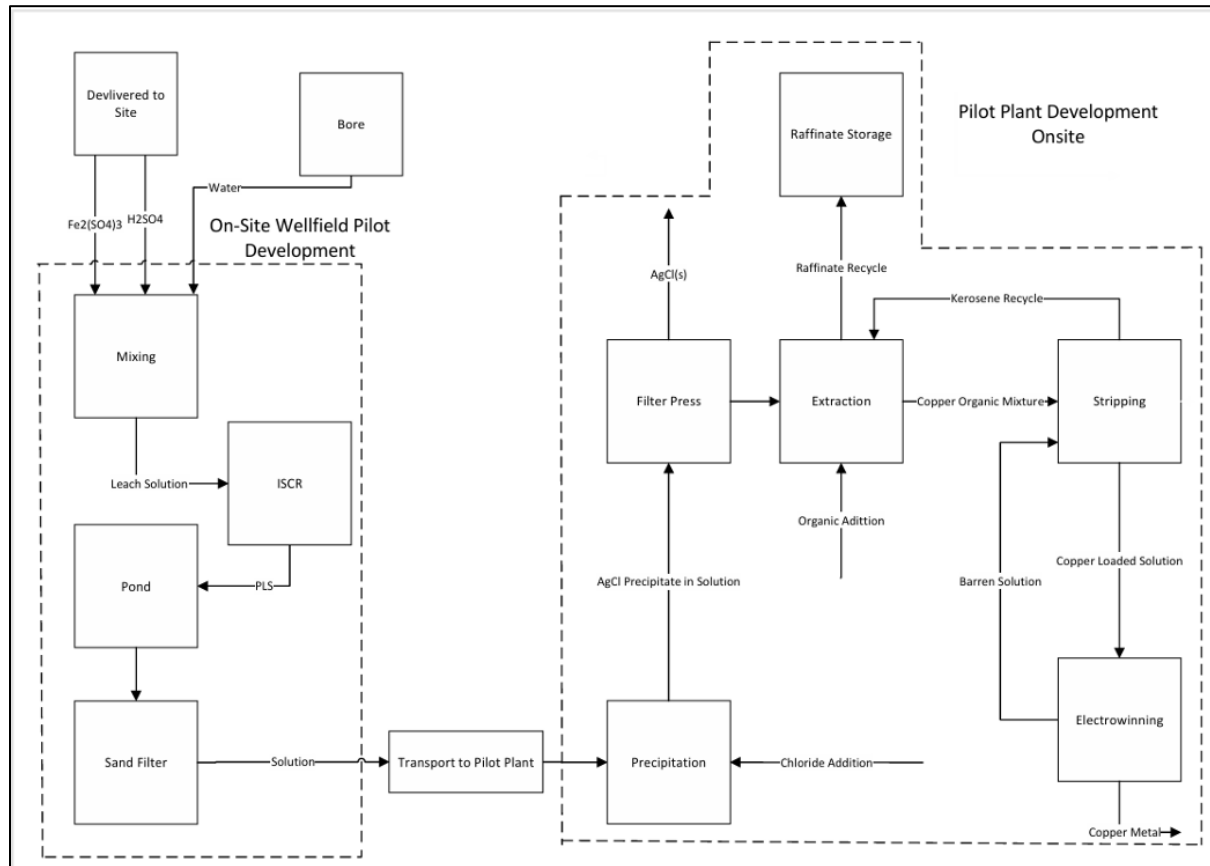 Devlivered to
Site
Bore
Raffinate Storage
Pilot Plant Development
Onsite
Water
Fe2(SO4)3
H2SO4
On-Site Wellfield Pilot
Development
AgCl(s)
Raffinate Recycle
Kerosene Recycle
Mixing
Filter Press
Extraction
Copper Organic Mixture
Stripping
Leach Solution
ISCR
Organic Adittion
Pond
PLS
AgCl Precipitate in Solution
Barren Solution
Copper Loaded Solution
Sand Filter
Solution
Transport to Pilot Plant
Precipitation
Chloride Addition
Electrowinning
Copper Metal